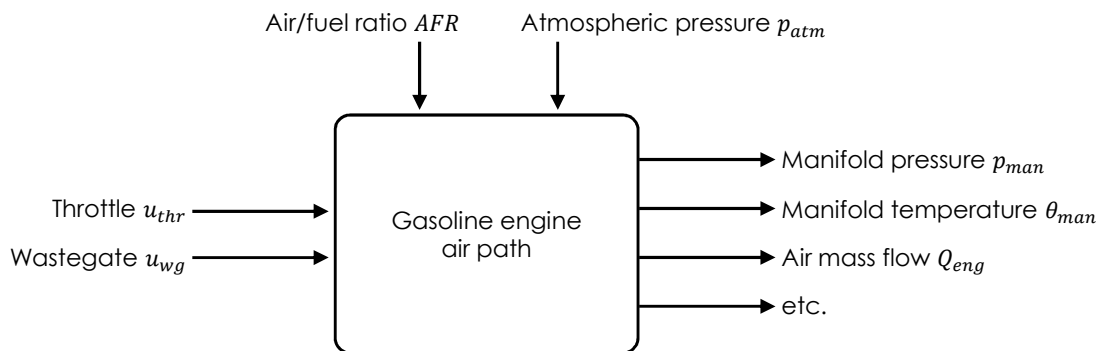 Air/fuel ratio AFR
Atmospheric pressure p_atm
Manifold pressure p_man
Throttle u_thr
Manifold temperature θ_man
Gasoline engine
air path
Wastegate u_wg
Air mass flow Q_eng
etc.